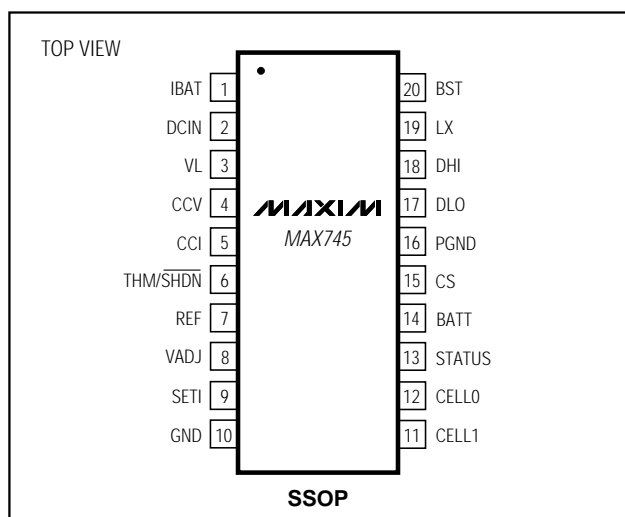 TOP VIEW
IBAT 1
DCIN 2
VL 3
CCV 4
CCI 5
THM/SHDN 6
REF 7
VADJ 8
SETI 9
GND 10
MAXIM
MAX745
20 BST
19 LX
18 DHI
17 DLO
16 PGND
15 CS
14 BATT
13 STATUS
12 CELL0
11 CELL1
SSOP